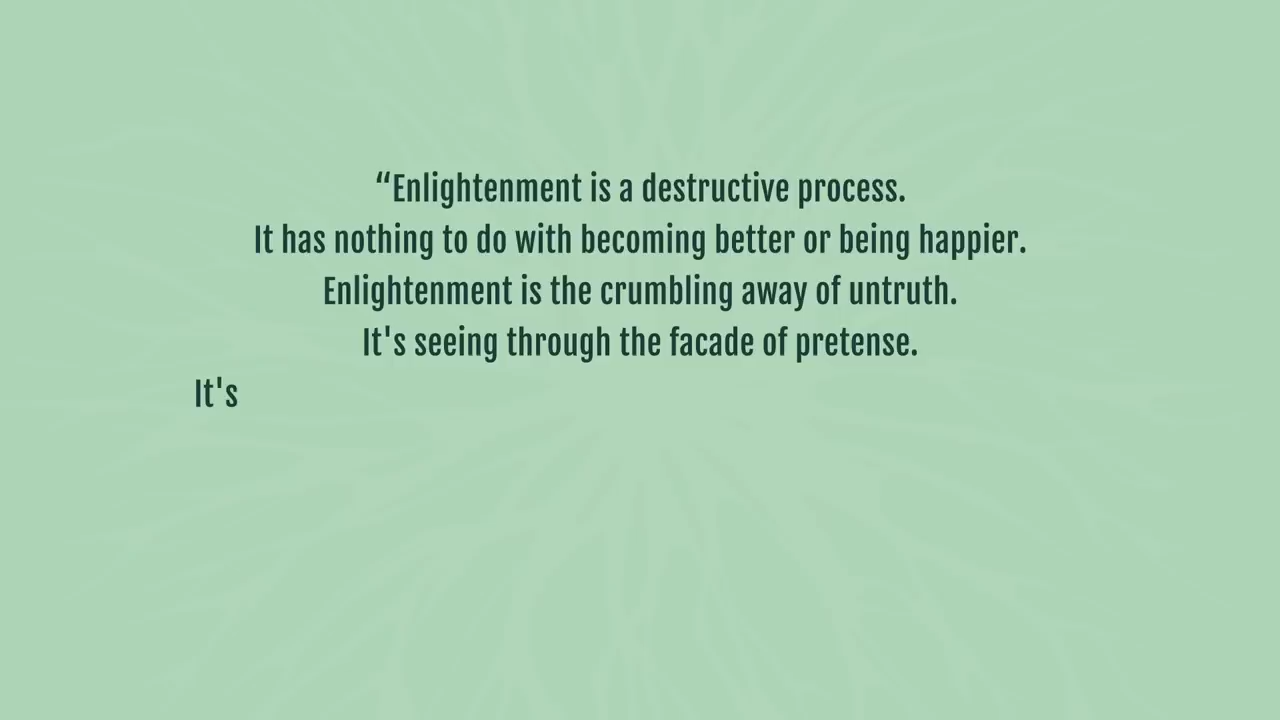 “Enlightenment is a destructive process.
It has nothing to do with becoming better or being happier.
Enlightenment is the crumbling away of untruth.
It's seeing through the facade of pretense.
It's